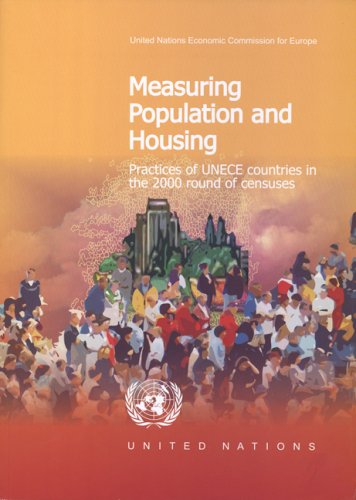 United Nations Economic Commission for Europe
Measuring
Population and
Housing
Practices of UNECE countries in
the 2000 round of censuses
UNITED NATIONS